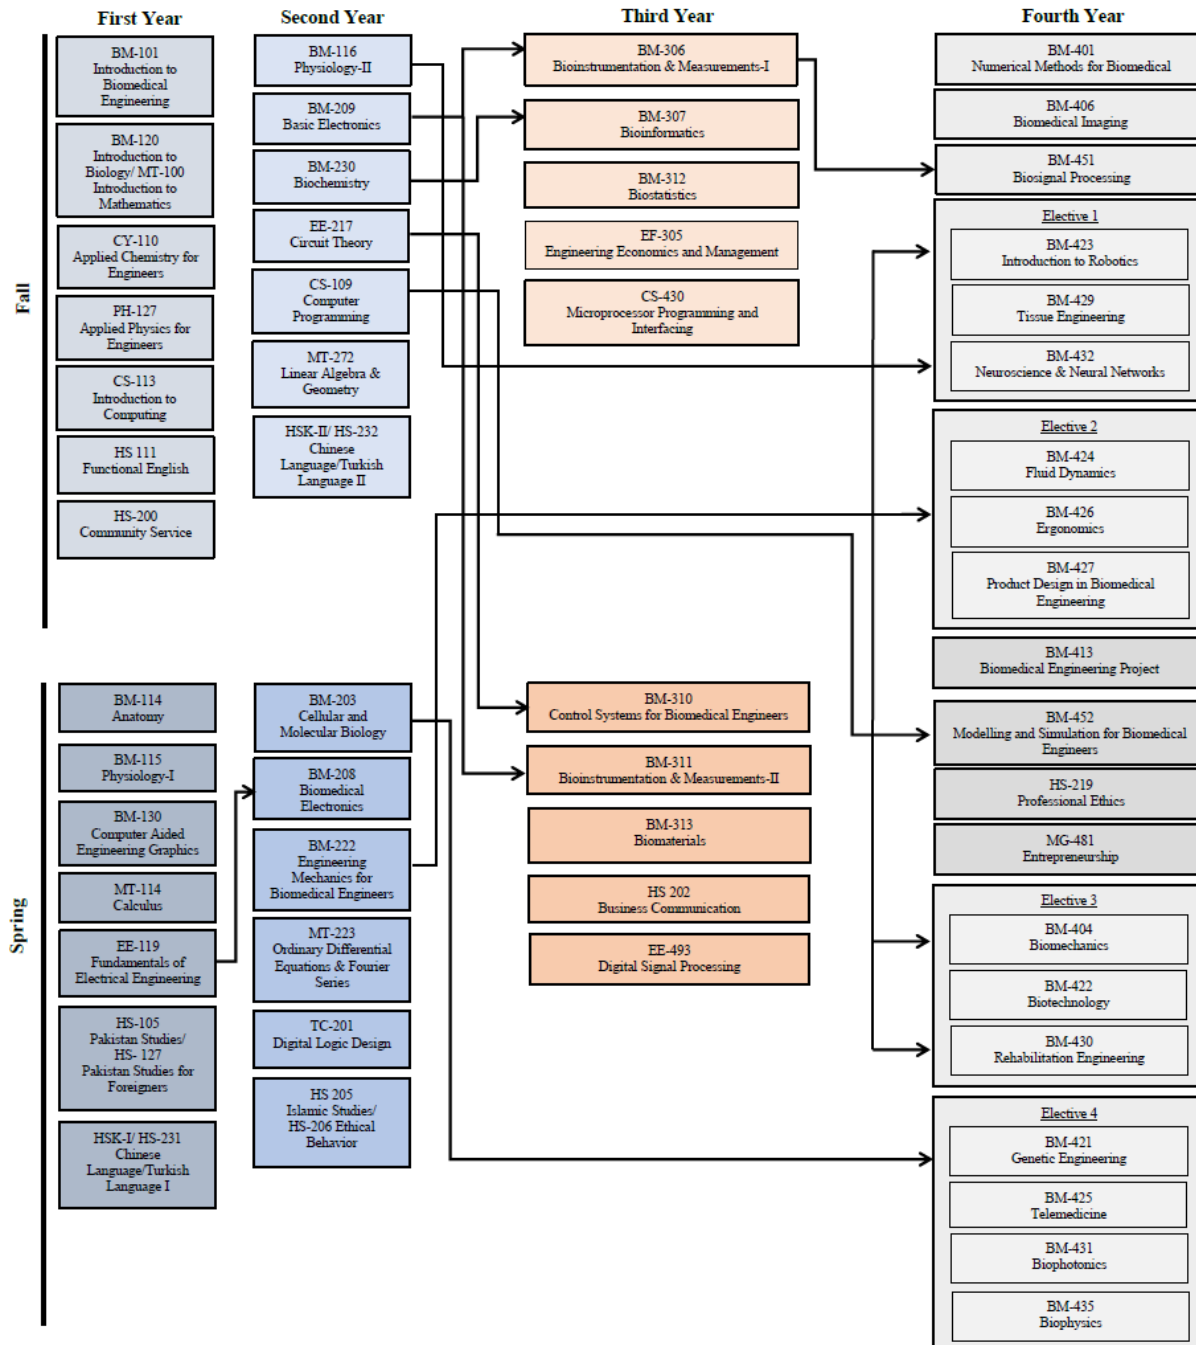 First Year
Second Year
Third Year
Fourth Year
Fall
BM-101
Introduction to
Biomedical
Engineering
BM-120
Introduction to
Biology/ MT-100
Introduction to
Mathematics
CY-110
Applied Chemistry for
Engineers
PH-127
Applied Physics for
Engineers
CS-113
Introduction to
Computing
HS 111
Functional English
HS-200
Community Service
BM-116
Physiology-II
BM-209
Basic Electronics
BM-230
Biochemistry
EE-217
Circuit Theory
CS-109
Computer
Programming
MT-272
Linear Algebra &
Geometry
HSK-II/ HS-232
Chinese
Language/Turkish
Language II
BM-306
Bioinstrumentation & Measurements-I
BM-307
Bioinformatics
BM-312
Biostatistics
EF-305
Engineering Economics and Management
CS-430
Microprocessor Programming and
Interfacing
BM-401
Numerical Methods for Biomedical
BM-406
Biomedical Imaging
BM-451
Biosignal Processing
Elective 1
BM-423
Introduction to Robotics
BM-429
Tissue Engineering
BM-432
Neuroscience & Neural Networks
Elective 2
BM-424
Fluid Dynamics
BM-426
Ergonomics
BM-427
Product Design in Biomedical
Engineering
BM-413
Biomedical Engineering Project
Spring
BM-114
Anatomy
BM-115
Physiology-I
BM-130
Computer Aided
Engineering Graphics
MT-114
Calculus
EE-119
Fundamentals of
Electrical Engineering
HS-105
Pakistan Studies/
HS- 127
Pakistan Studies for
Foreigners
HSK-I/ HS-231
Chinese
Language/Turkish
Language I
BM-203
Cellular and
Molecular Biology
BM-208
Biomedical
Electronics
BM-222
Engineering
Mechanics for
Biomedical Engineers
MT-223
Ordinary Differential
Equations & Fourier
Series
TC-201
Digital Logic Design
HS 205
Islamic Studies/
HS-206 Ethical
Behavior
BM-310
Control Systems for Biomedical Engineers
BM-311
Bioinstrumentation & Measurements-II
BM-313
Biomaterials
HS 202
Business Communication
EE-493
Digital Signal Processing
BM-452
Modelling and Simulation for Biomedical
Engineers
HS-219
Professional Ethics
MG-481
Entrepreneurship
Elective 3
BM-404
Biomechanics
BM-422
Biotechnology
BM-430
Rehabilitation Engineering
Elective 4
BM-421
Genetic Engineering
BM-425
Telemedicine
BM-431
Biophotonics
BM-435
Biophysics